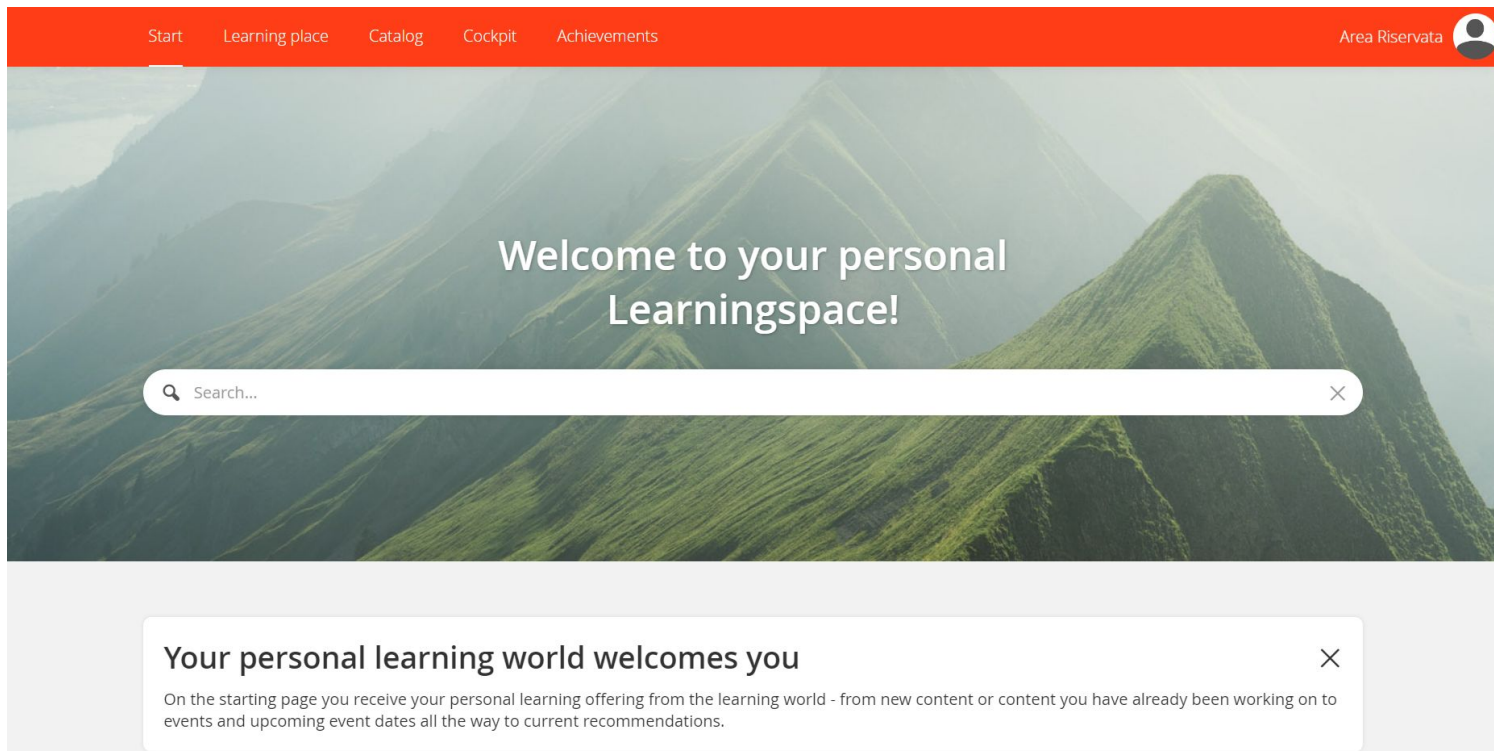 Start Learning place Catalog Cockpit Achievements Area Riservata
Welcome to your personal
Learningspace!
Search...
Your personal learning world welcomes you
On the starting page you receive your personal learning offering from the learning world - from new content or content you have already been working on to
events and upcoming event dates all the way to current recommendations.